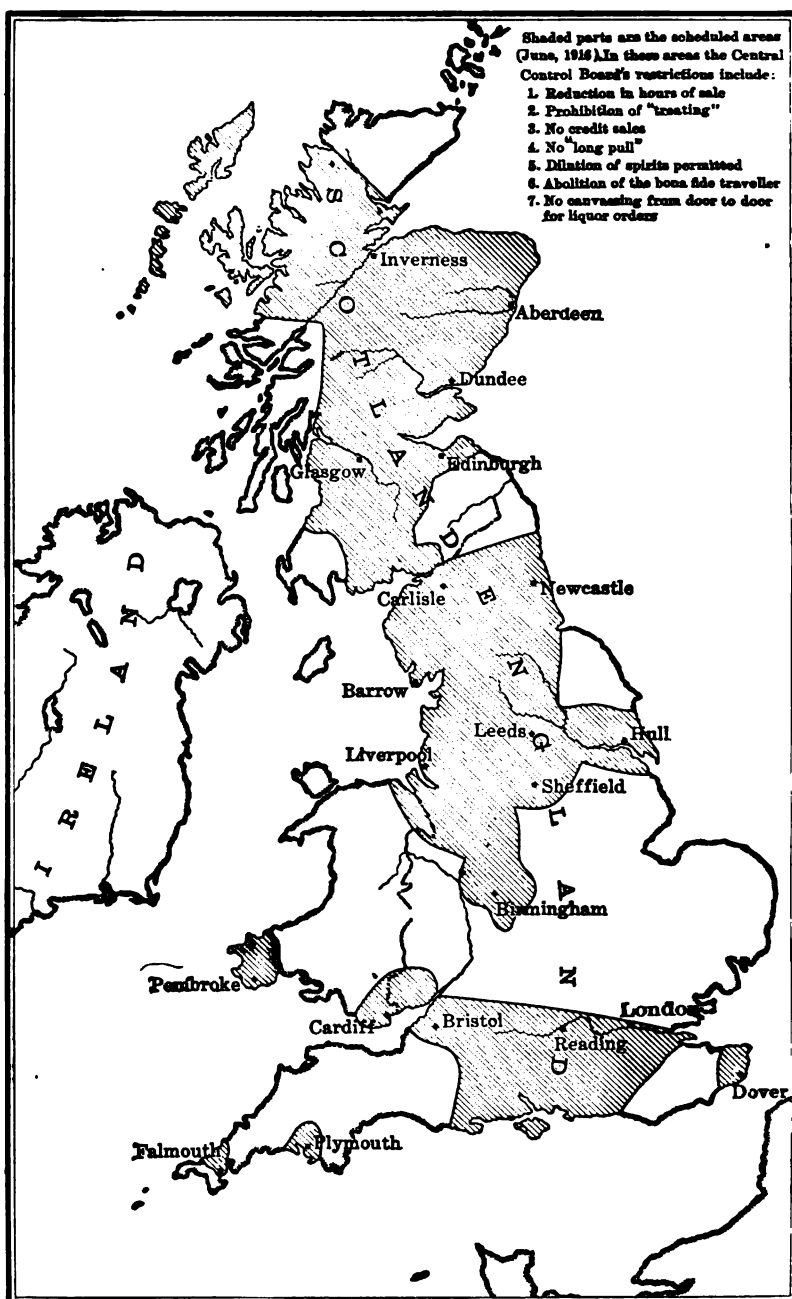 Shaded parts are the scheduled areas
(June, 1916).In these areas the Central
Control Board's restrictions include:
1. Reduction in hours of sale
2. Prohibition of "treating"
3. No credit sales
4. No "long pull"
5. Dilution of spirits permitted
6. Abolition of the bona fide traveller
7. No canvassing from door to door
for liquor orders
SCOTLAND
Inverness
Aberdeen
Dundee
Glasgow
Edinburgh
IRELAND
ENGLAND
Carlisle
Newcastle
Barrow
Leeds
Hull
Liverpool
Sheffield
Birmingham
Pembroke
Cardiff
Bristol
London
Reading
Dover
Falmouth
Plymouth